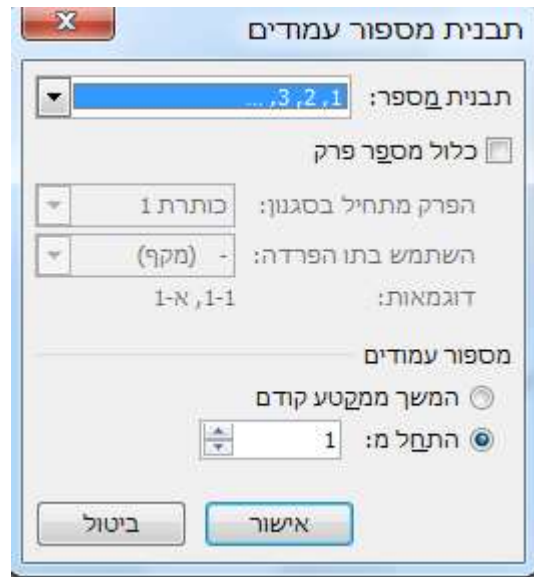 תבנית מספור עמודים
תבנית מספר: 1, 2, 3, ...
כלול מספר פרק
הפרק מתחיל בסגנון: כותרת 1
השתמש בתו הפרדה: - (מקף)
דוגמאות: 1-1, א-1
מספור עמודים
המשך ממקטע קודם
התחל מ: 1
אישור ביטול